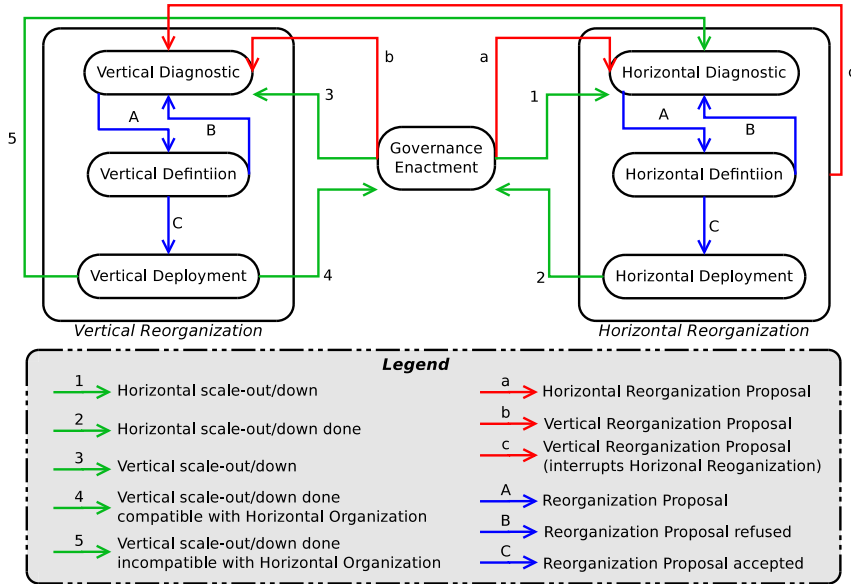 b
a
c
Vertical Diagnostic
Horizontal Diagnostic
3
1
A
B
A
B
5
Governance
Enactment
Vertical Defintiion
Horizontal Defintiion
C
C
Vertical Deployment
4
2
Horizontal Deployment
Vertical Reorganization
Horizontal Reorganization
Legend
1
Horizontal scale-out/down
2
Horizontal scale-out/down done
3
Vertical scale-out/down
4
Vertical scale-out/down done
compatible with Horizontal Organization
5
Vertical scale-out/down done
incompatible with Horizontal Organization
a
Horizontal Reorganization Proposal
b
Vertical Reorganization Proposal
c
Vertical Reorganization Proposal
(interrupts Horizonal Reoganization)
A
Reorganization Proposal
B
Reorganization Proposal refused
C
Reorganization Proposal accepted